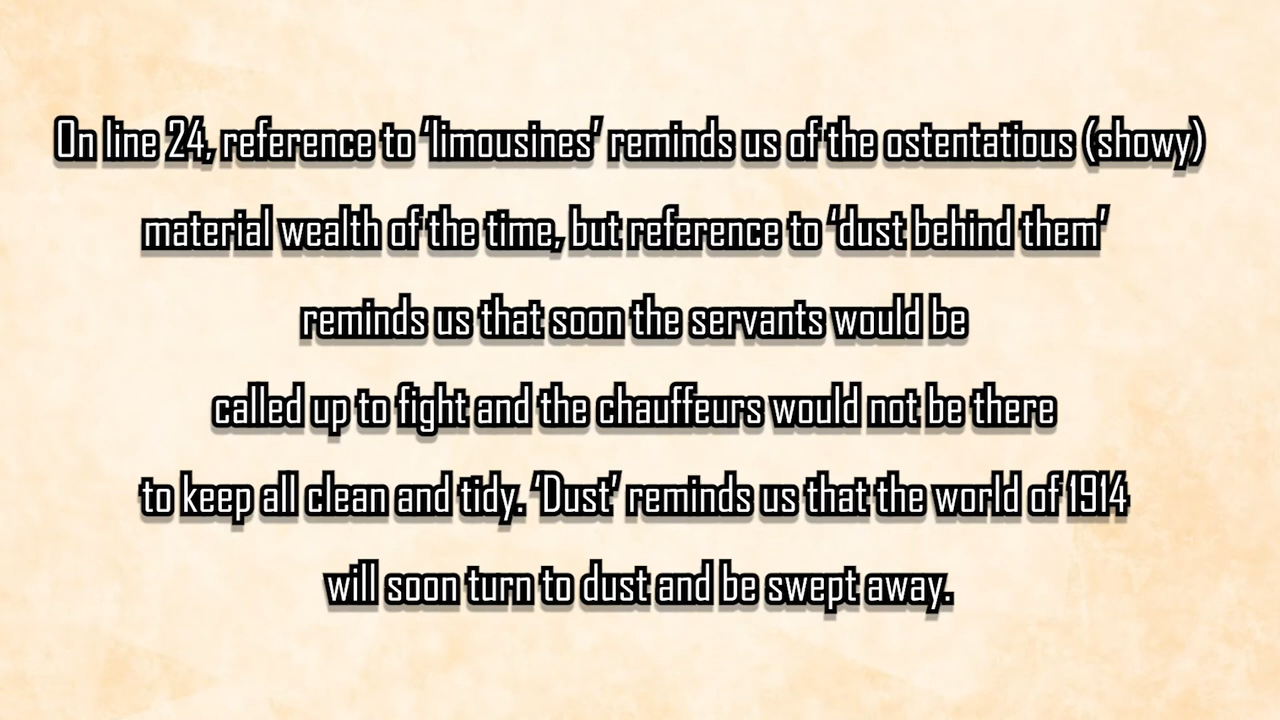 On line 24, reference to ‘limousines’ reminds us of the ostentatious (showy)
material wealth of the time, but reference to ‘dust behind them’
reminds us that soon the servants would be
called up to fight and the chauffeurs would not be there
to keep all clean and tidy. ‘Dust’ reminds us that the world of 1914
will soon turn to dust and be swept away.